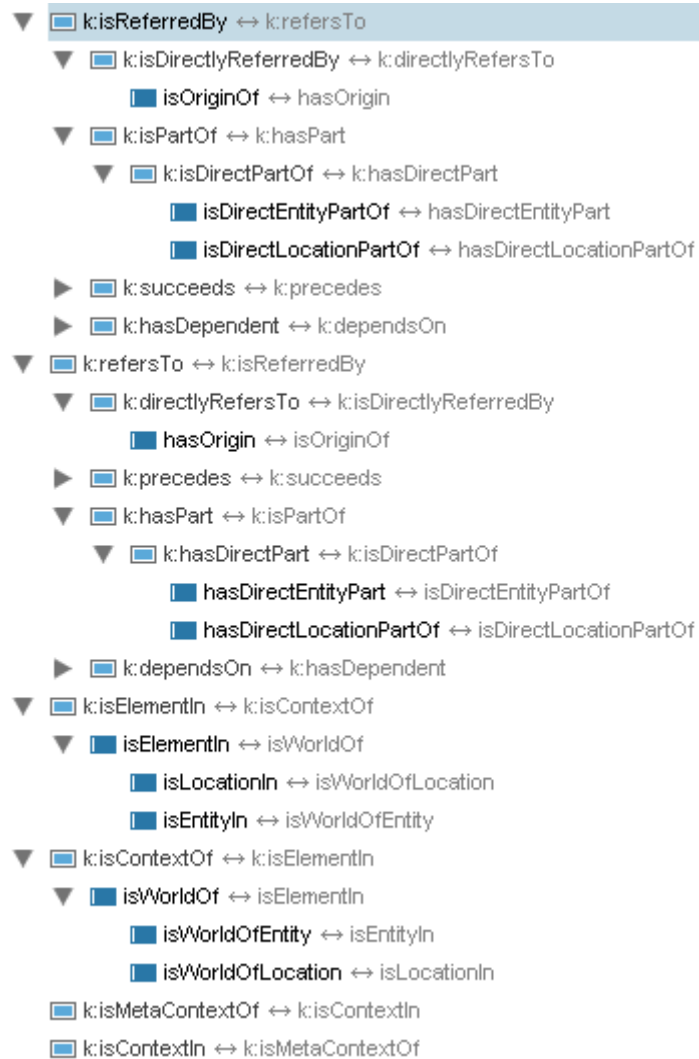 k:isReferredBy ↔ k:refersTo
k:isDirectlyReferredBy ↔ k:directlyRefersTo
isOriginOf ↔ hasOrigin
k:isPartOf ↔ k:hasPart
k:isDirectPartOf ↔ k:hasDirectPart
isDirectEntityPartOf ↔ hasDirectEntityPart
isDirectLocationPartOf ↔ hasDirectLocationPartOf
k:succeeds ↔ k:precedes
k:hasDependent ↔ k:dependsOn
k:refersTo ↔ k:isReferredBy
k:directlyRefersTo ↔ k:isDirectlyReferredBy
hasOrigin ↔ isOriginOf
k:precedes ↔ k:succeeds
k:hasPart ↔ k:isPartOf
k:hasDirectPart ↔ k:isDirectPartOf
hasDirectEntityPart ↔ isDirectEntityPartOf
hasDirectLocationPartOf ↔ isDirectLocationPartOf
k:dependsOn ↔ k:hasDependent
k:isElementIn ↔ k:isContextOf
isElementIn ↔ isWorldOf
isLocationIn ↔ isWorldOfLocation
isEntityIn ↔ isWorldOfEntity
k:isContextOf ↔ k:isElementIn
isWorldOf ↔ isElementIn
isWorldOfEntity ↔ isEntityIn
isWorldOfLocation ↔ isLocationIn
k:isMetaContextOf ↔ k:isContextIn
k:isContextIn ↔ k:isMetaContextOf